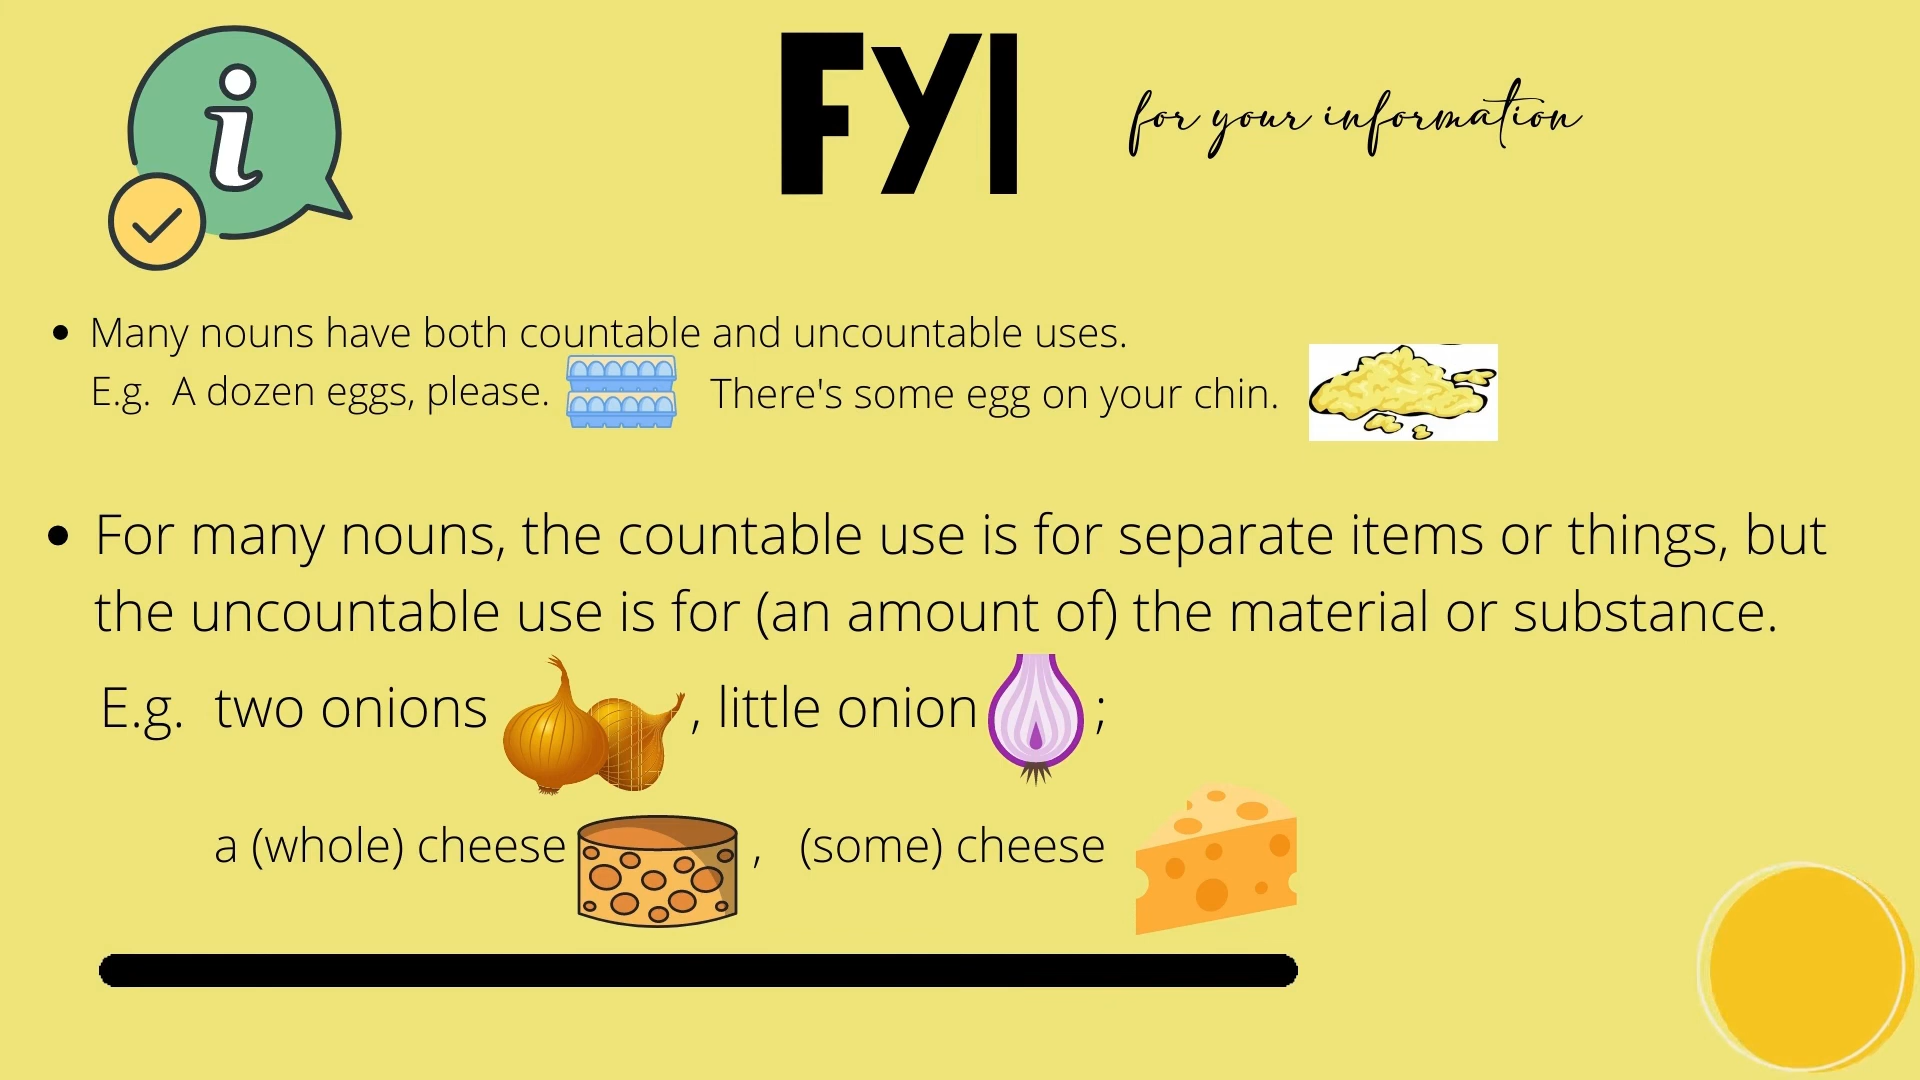 FYI for your information
• Many nouns have both countable and uncountable uses.
E.g. A dozen eggs, please. There's some egg on your chin.
• For many nouns, the countable use is for separate items or things, but
the uncountable use is for (an amount of) the material or substance.
E.g. two onions , little onion ;
a (whole) cheese , (some) cheese